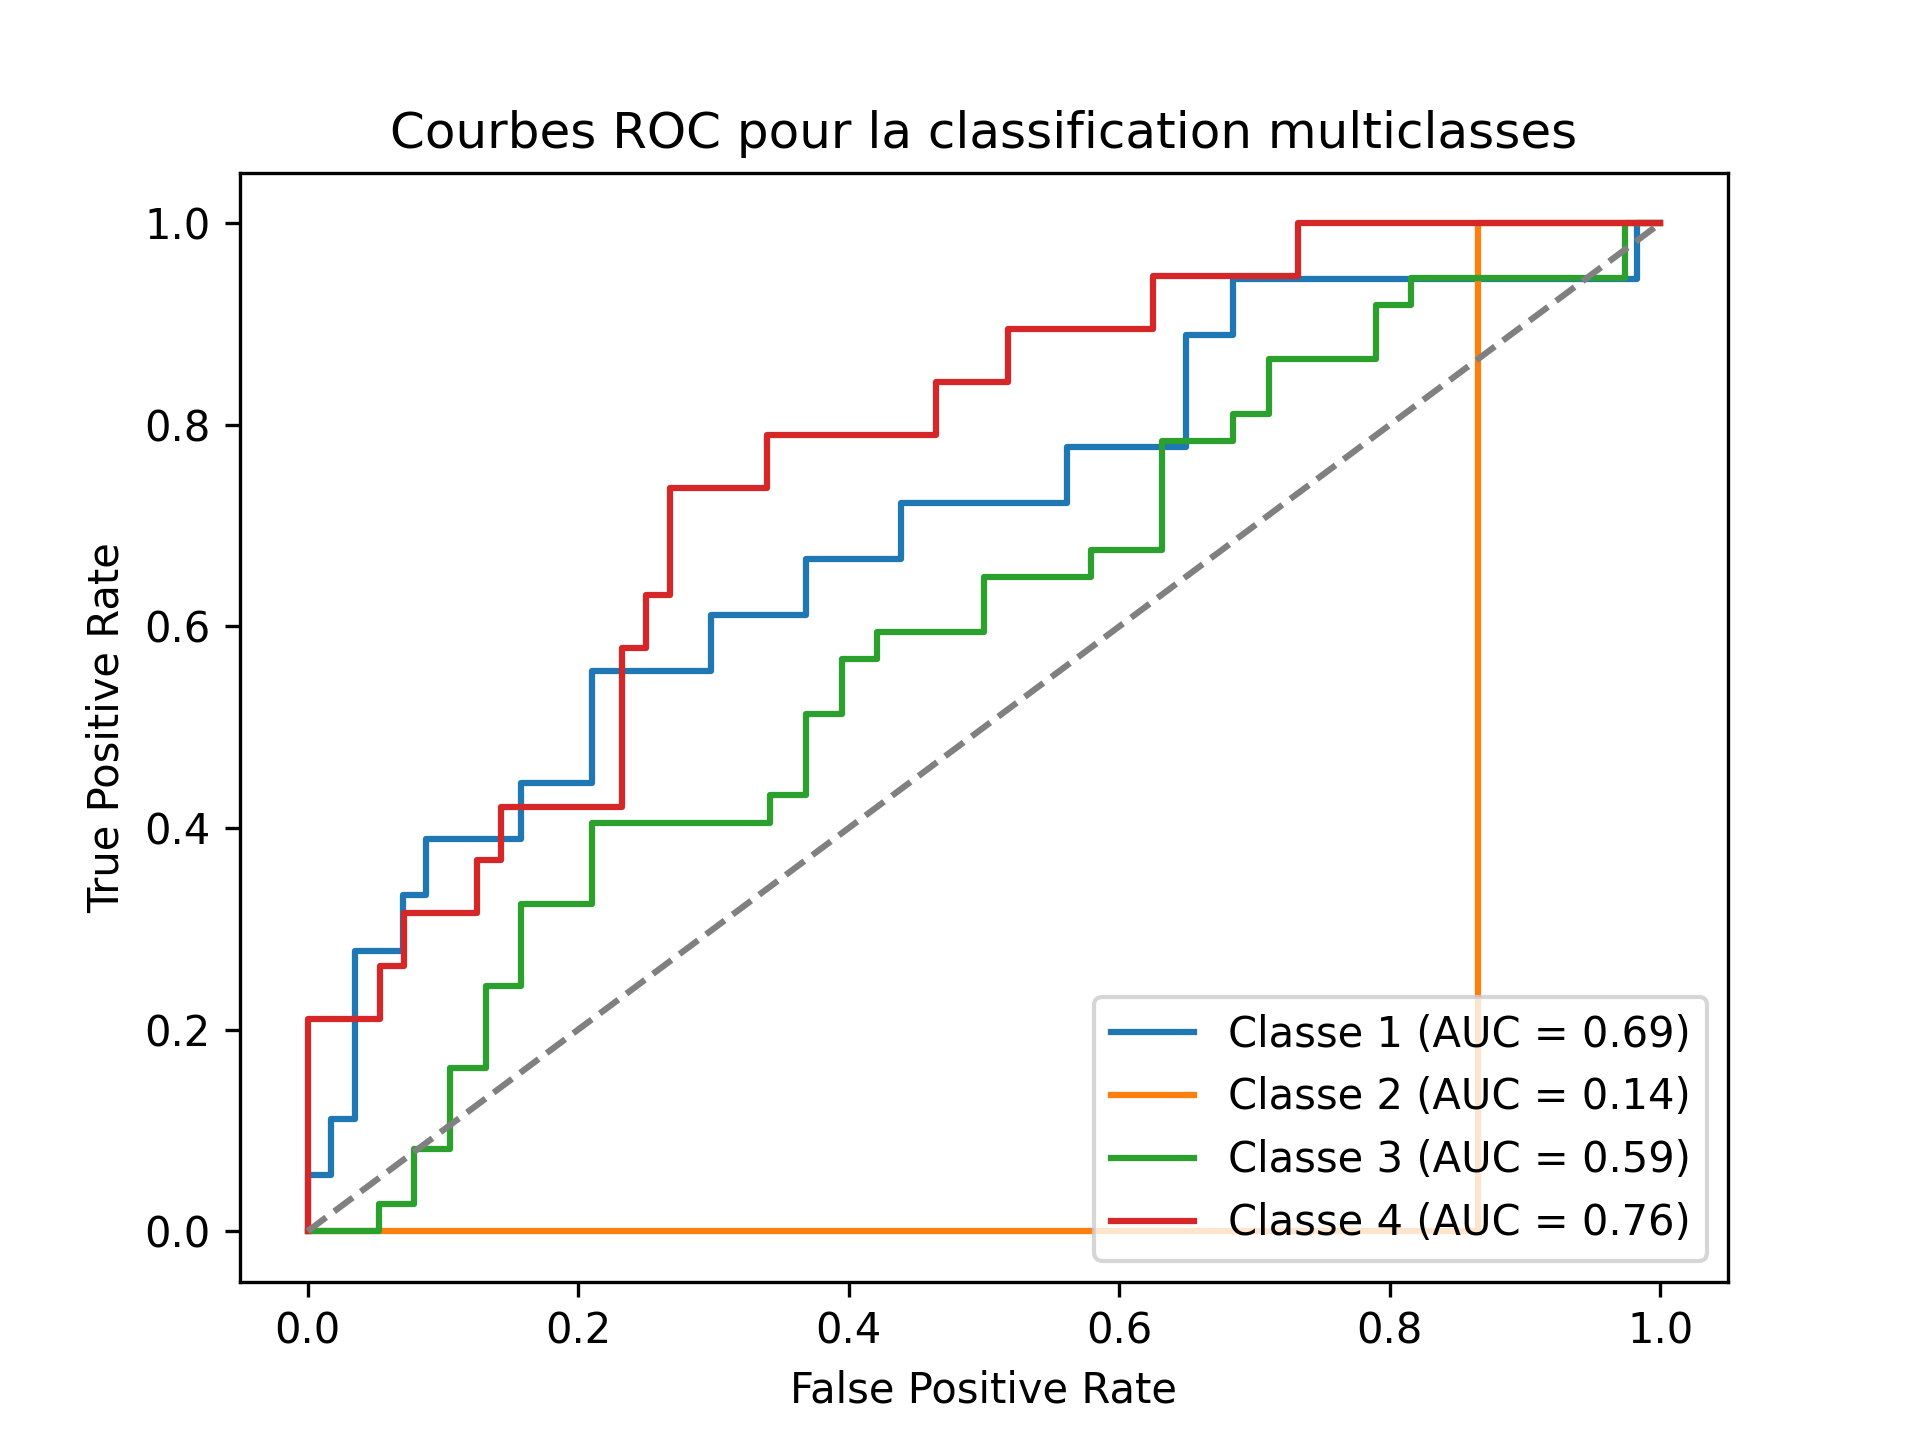 Courbes ROC pour la classification multiclasses
True Positive Rate
1.0
0.8
0.6
0.4
0.2
0.0
Classe 1 (AUC = 0.69)
Classe 2 (AUC = 0.14)
Classe 3 (AUC = 0.59)
Classe 4 (AUC = 0.76)
0.0 0.2 0.4 0.6 0.8 1.0
False Positive Rate